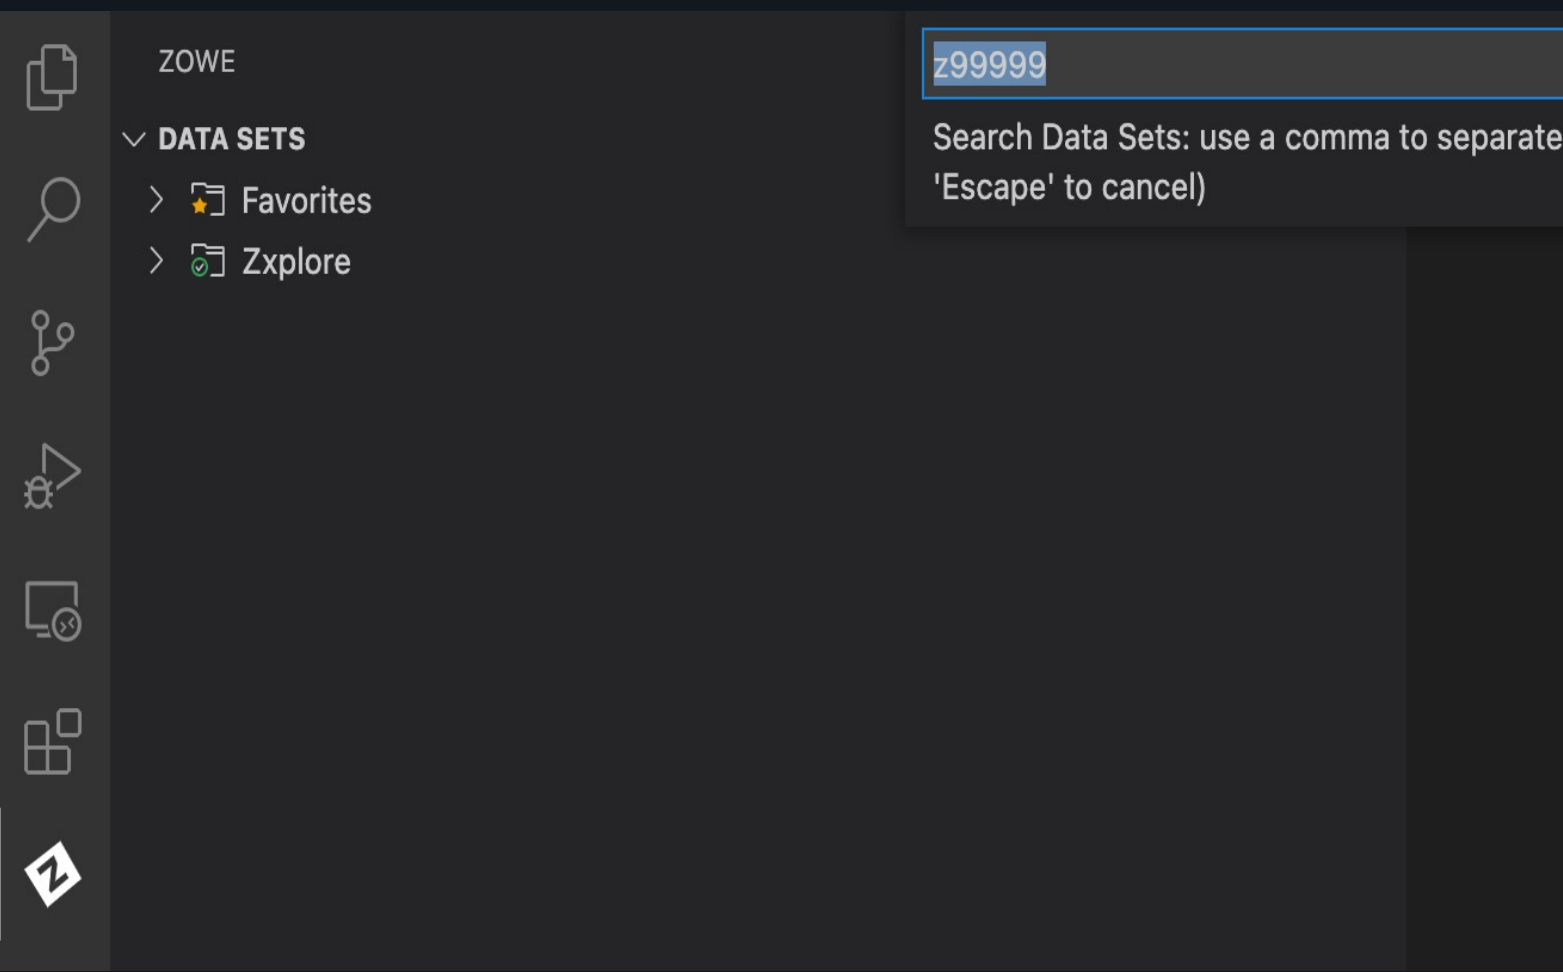 ZOWE
DATA SETS
Favorites
Zxplore
z99999
Search Data Sets: use a comma to separate
'Escape' to cancel)
Z